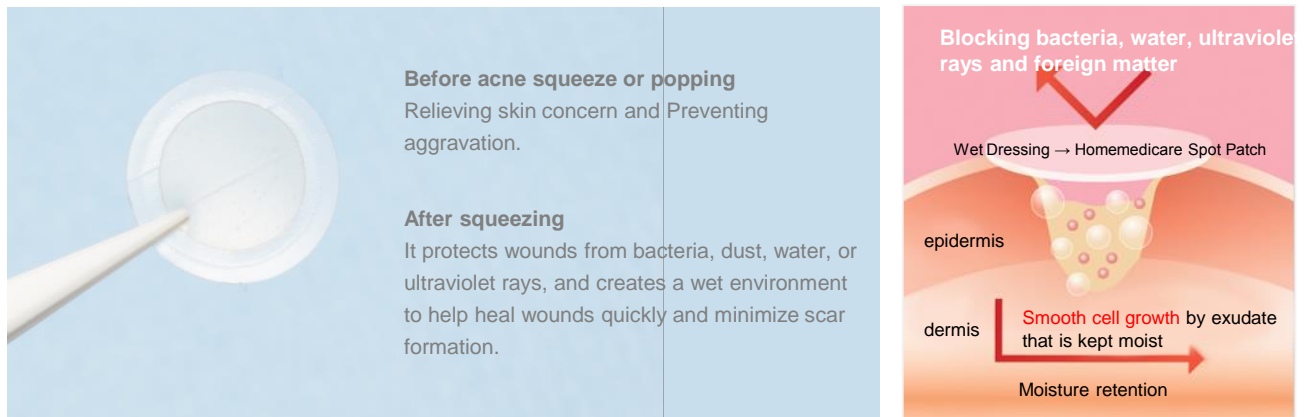 Before acne squeeze or popping
Relieving skin concern and Preventing
aggravation.
After squeezing
It protects wounds from bacteria, dust, water, or
ultraviolet rays, and creates a wet environment
to help heal wounds quickly and minimize scar
formation.
Blocking bacteria, water, ultraviolet
rays and foreign matter
Wet Dressing → Homemedicare Spot Patch
epidermis
dermis
Smooth cell growth by exudate
that is kept moist
Moisture retention